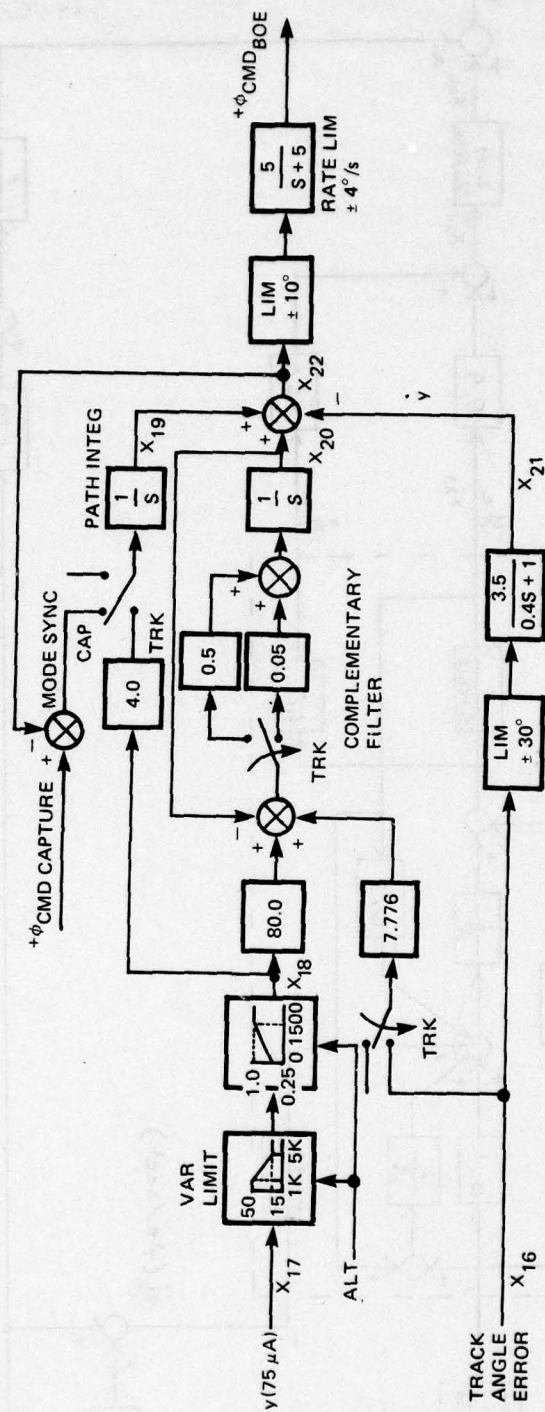 +ϕCMD CAPTURE
+
-
MODE SYNC
CAP
TRK
4.0
PATH INTEG
1
S
X19
+ϕCMD BOE
y (75 μA)
X17
VAR
LIMIT
50
15
1K 5K
1.0
0.25
0 1500
X18
80.0
-
+
+
TRK
0.5
0.05
+
+
1
S
X20
+
+
-
X22
LIM
± 10°
5
S + 5
RATE LIM
± 4°/s
COMPLEMENTARY
FILTER
ALT
TRK
7.776
ẏ
TRACK
ANGLE
ERROR
X16
LIM
± 30°
3.5
0.4S + 1
X21